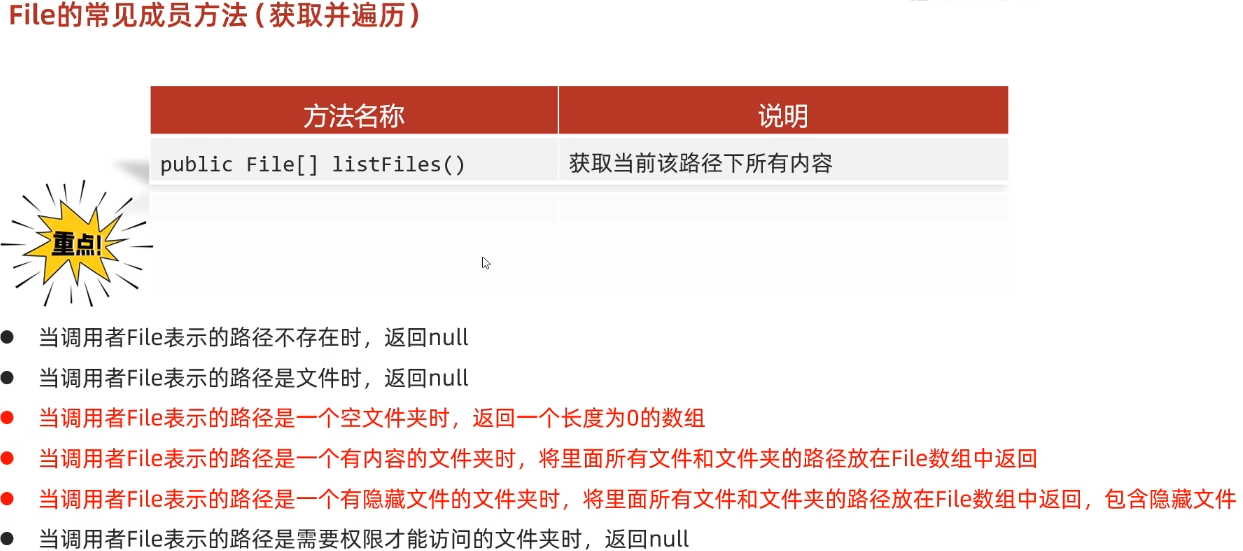 File的常见成员方法（获取并遍历）
方法名称 说明
public File[] listFiles() 获取当前该路径下所有内容
重点!
当调用者File表示的路径不存在时，返回null
当调用者File表示的路径是文件时，返回null
当调用者File表示的路径是一个空文件夹时，返回一个长度为0的数组
当调用者File表示的路径是一个有内容的文件夹时，将里面所有文件和文件夹的路径放在File数组中返回
当调用者File表示的路径是一个有隐藏文件的文件夹时，将里面所有文件和文件夹的路径放在File数组中返回，包含隐藏文件
当调用者File表示的路径是需要权限才能访问的文件夹时，返回null